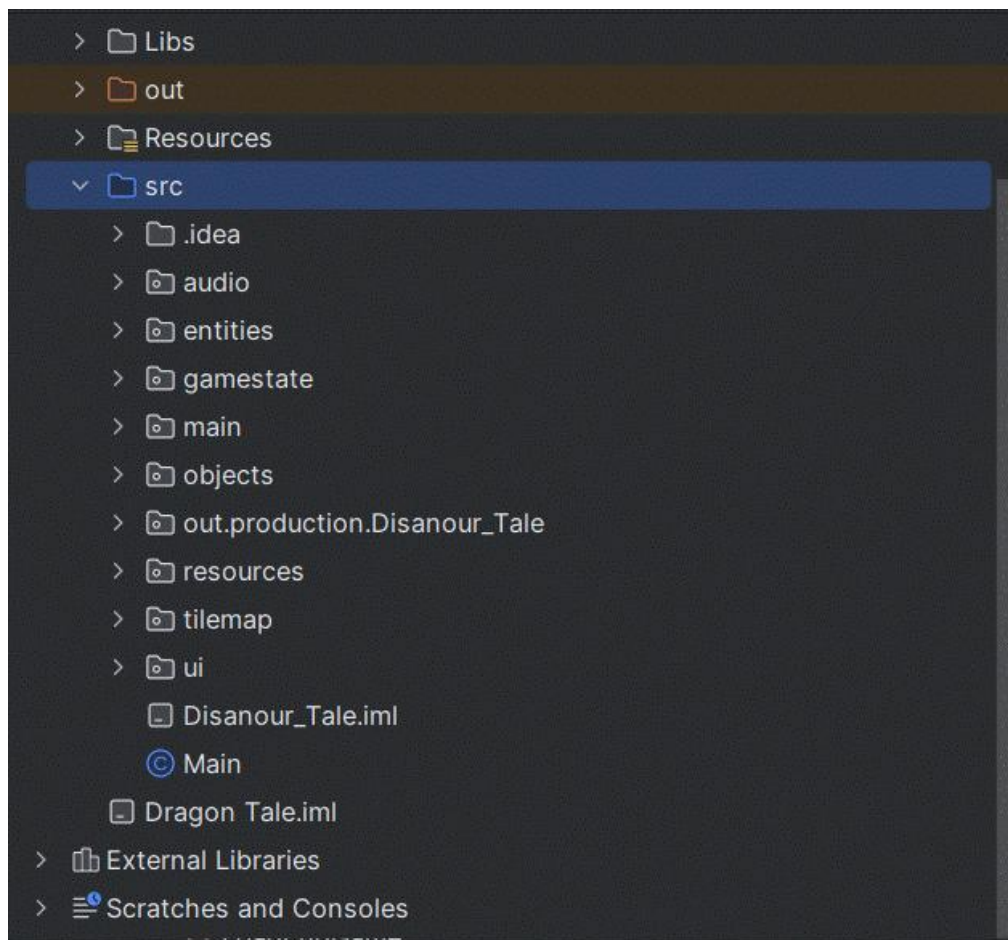 Libs
out
Resources
src
.idea
audio
entities
gamestate
main
objects
out.production.Disanour_Tale
resources
tilemap
ui
Disanour_Tale.iml
Main
Dragon Tale.iml
External Libraries
Scratches and Consoles